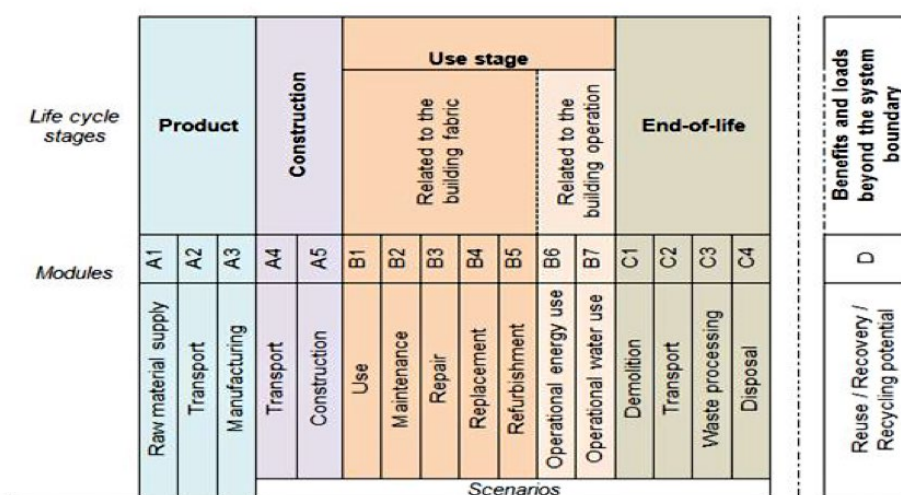 Life cycle
stages
Product
Construction
Use stage
Related to the
building fabric
Related to the
building operation
End-of-life
Benefits and loads
beyond the system
boundary
Modules
A1
A2
A3
A4
A5
B1
B2
B3
B4
B5
B6
B7
C1
C2
C3
C4
D
Raw material supply
Transport
Manufacturing
Transport
Construction
Use
Maintenance
Repair
Replacement
Refurbishment
Operational energy use
Operational water use
Demolition
Transport
Waste processing
Disposal
Reuse / Recovery /
Recycling potential
Scenarios